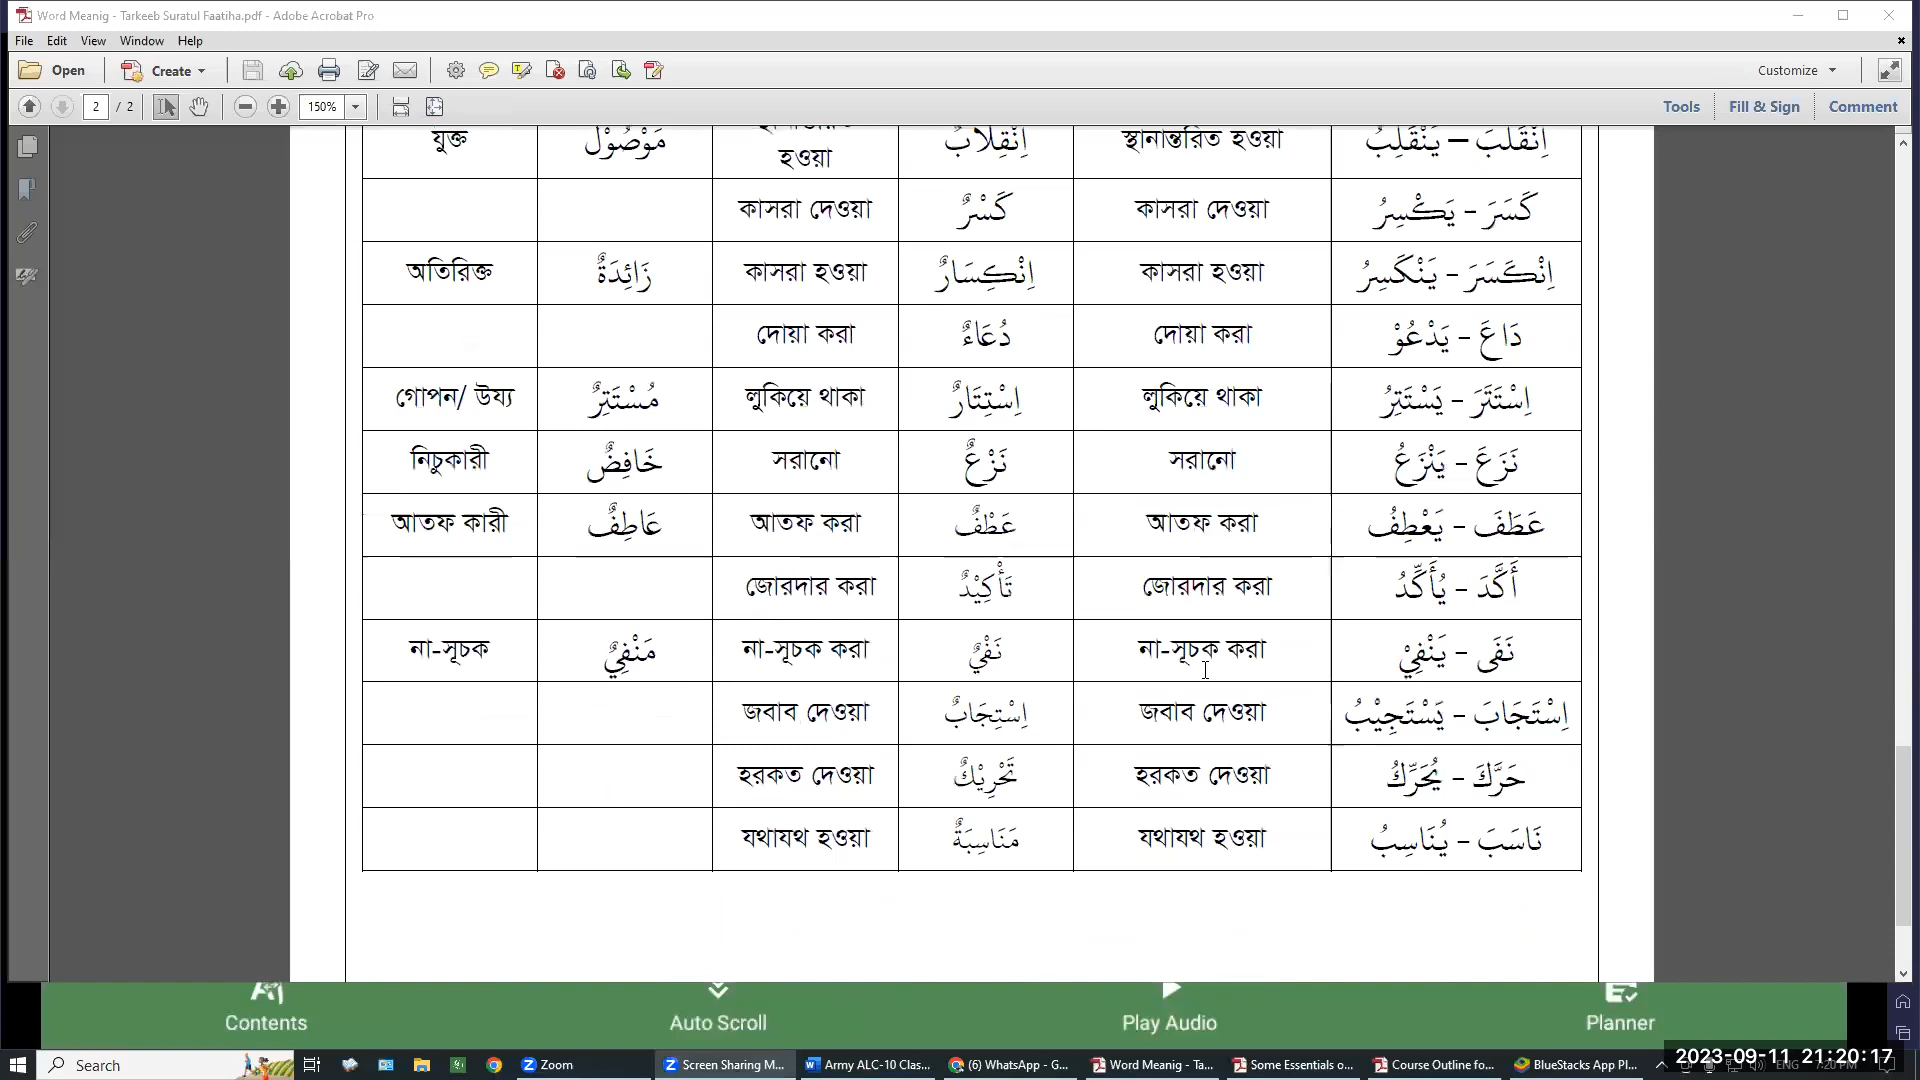 Word Meanig - Tarkeeb Suratul Faatiha.pdf - Adobe Acrobat Pro
File Edit View Window Help
Open Create Customize
2 / 2 150% Tools Fill & Sign Comment
যুক্ত مَوْصُوْلٌ হওয়া اِنْقِلَابٌ স্থানান্তরিত হওয়া اِنْقَلَبَ – يَنْقَلِبُ
কাসরা দেওয়া كَسْرٌ কাসরা দেওয়া كَسَرَ - يَكْسِرُ
অতিরিক্ত زَائِدَةٌ কাসরা হওয়া اِنْكِسَارٌ কাসরা হওয়া اِنْكَسَرَ - يَنْكَسِرُ
দোয়া করা دُعَاءٌ দোয়া করা دَاعَ - يَدْعُوْ
গোপন/ উয্য مُسْتَتِرٌ লুকিয়ে থাকা اِسْتِتَارٌ লুকিয়ে থাকা اِسْتَتَرَ - يَسْتَتِرُ
নিচুকারী خَافِضٌ সরানো نَزْعٌ সরানো نَزَعَ - يَنْزَعُ
আতফ কারী عَاطِفٌ আতফ করা عَطْفٌ আতফ করা عَطَفَ - يَعْطِفُ
জোরদার করা تَأْكِيْدٌ জোরদার করা أَكَّدَ - يُأَكِّدُ
না-সূচক مَنْفِيٌ না-সূচক করা نَفْيٌ না-সূচক করা نَفَى - يَنْفِيْ
জবাব দেওয়া اِسْتِجَابٌ জবাব দেওয়া اِسْتَجَابَ - يَسْتَجِيْبُ
হরকত দেওয়া تَحْرِيْكٌ হরকত দেওয়া حَرَّكَ - يُحَرِّكُ
যথাযথ হওয়া مَنَاسِبَةٌ যথাযথ হওয়া نَاسَبَ - يُنَاسِبُ
Contents Auto Scroll Play Audio Planner
Search Zoom Screen Sharing M... Army ALC-10 Clas... (6) WhatsApp - G... Word Meanig - Ta... Some Essentials o... Course Outline fo... BlueStacks App Pl... ENG
2023-09-11 21:20:17